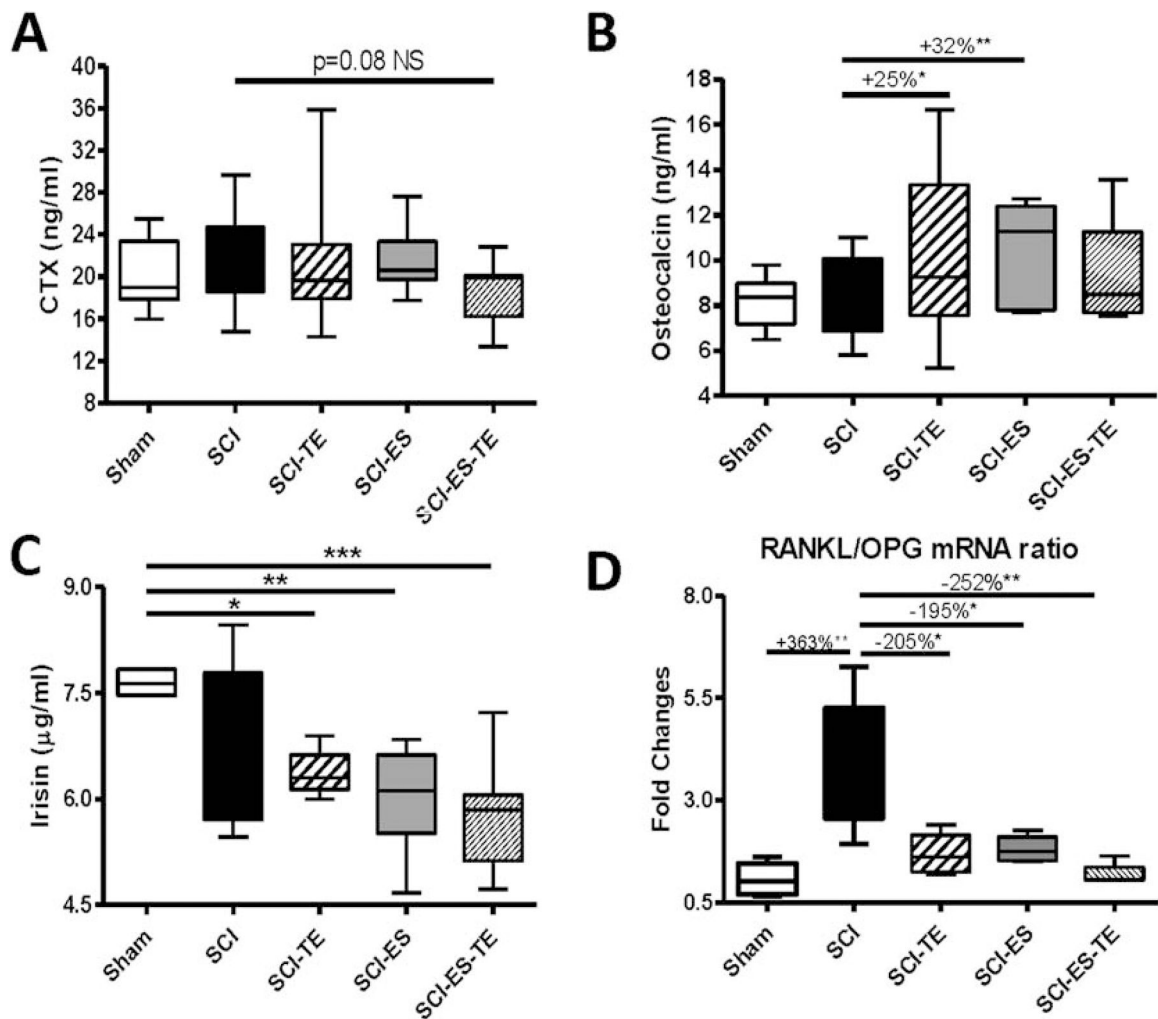 A
p=0.08 NS
CTX (ng/ml)
40
36
32
28
24
20
16
12
8
Sham
SCI
SCI-TE
SCI-ES
SCI-ES-TE
B
+32%**
+25%*
Osteocalcin (ng/ml)
18
16
14
12
10
8
6
4
Sham
SCI
SCI-TE
SCI-ES
SCI-ES-TE
C
***
**
*
Irisin (µg/ml)
9.0
7.5
6.0
4.5
Sham
SCI
SCI-TE
SCI-ES
SCI-ES-TE
D
RANKL/OPG mRNA ratio
-252%**
-195%*
+363%**
-205%*
Fold Changes
8.0
5.5
3.0
0.5
Sham
SCI
SCI-TE
SCI-ES
SCI-ES-TE